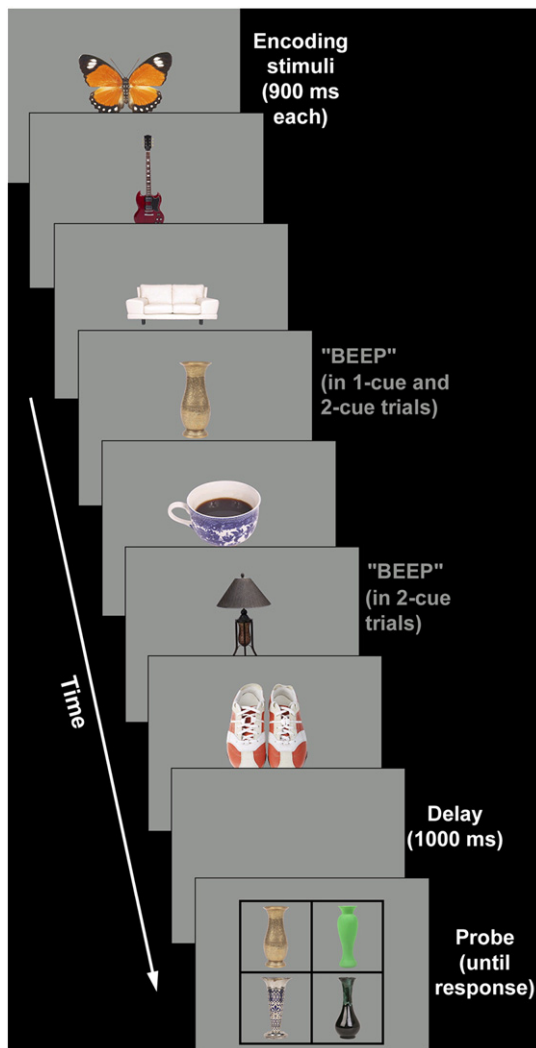 Encoding
stimuli
(900 ms
each)
"BEEP"
(in 1-cue and
2-cue trials)
"BEEP"
(in 2-cue
trials)
Time
Delay
(1000 ms)
Probe
(until
response)